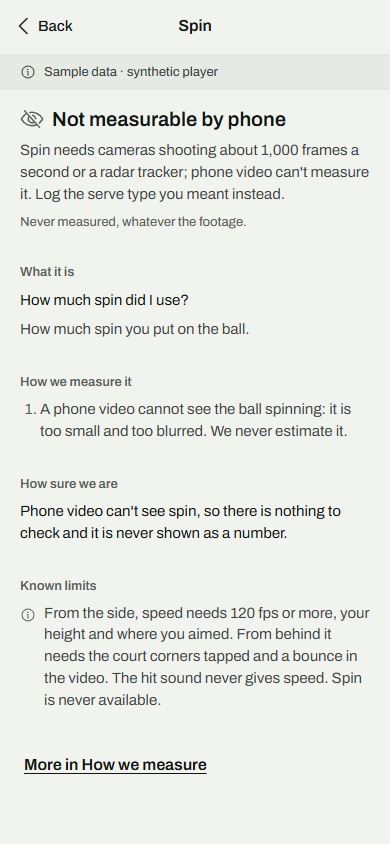 Back
Spin
Sample data · synthetic player
Not measurable by phone
Spin needs cameras shooting about 1,000 frames a
second or a radar tracker; phone video can't measure
it. Log the serve type you meant instead.
Never measured, whatever the footage.
What it is
How much spin did I use?
How much spin you put on the ball.
How we measure it
1. A phone video cannot see the ball spinning: it is
too small and too blurred. We never estimate it.
How sure we are
Phone video can't see spin, so there is nothing to
check and it is never shown as a number.
Known limits
From the side, speed needs 120 fps or more, your
height and where you aimed. From behind it
needs the court corners tapped and a bounce in
the video. The hit sound never gives speed. Spin
is never available.
More in How we measure